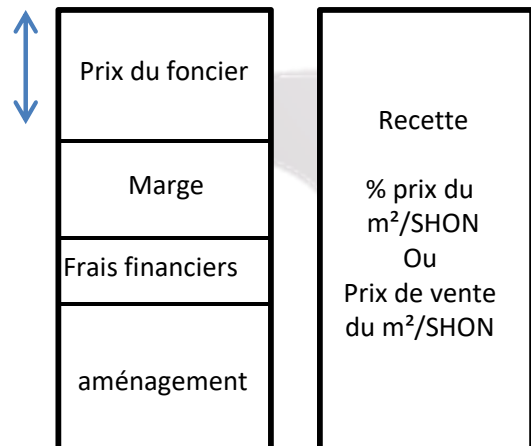 Prix du foncier
Marge
Frais financiers
aménagement
Recette
% prix du
m²/SHON
Ou
Prix de vente
du m²/SHON